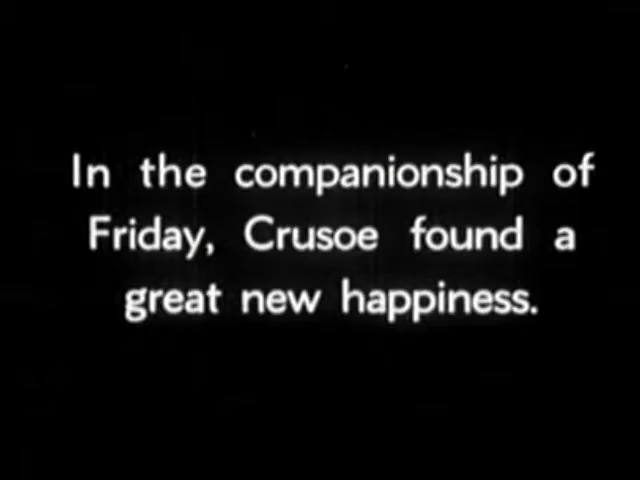 In the companionship of
Friday, Crusoe found a
great new happiness.